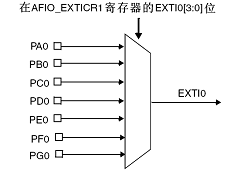 在AFIO_EXTICR1寄存器的EXTI0[3:0]位
PA0
PB0
PC0
PD0
PE0
PF0
PG0
EXTI0